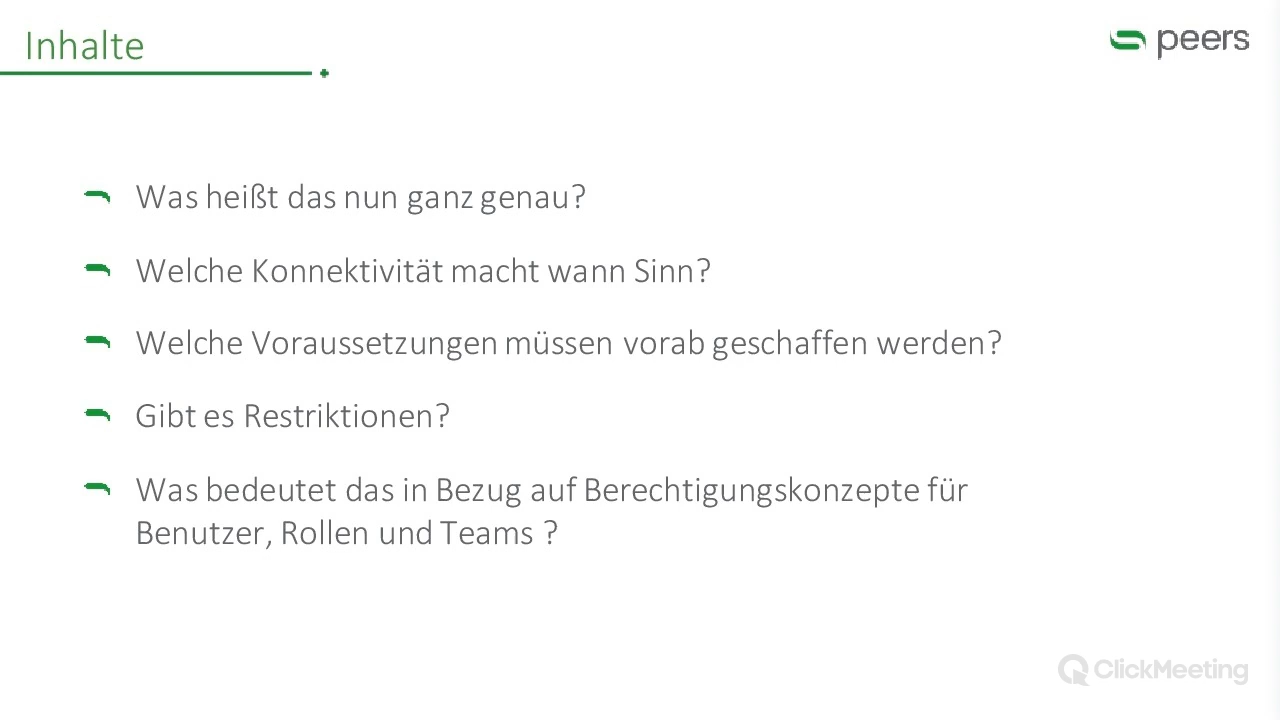 Inhalte
peers
Was heißt das nun ganz genau?
Welche Konnektivität macht wann Sinn?
Welche Voraussetzungen müssen vorab geschaffen werden?
Gibt es Restriktionen?
Was bedeutet das in Bezug auf Berechtigungskonzepte für
Benutzer, Rollen und Teams ?
ClickMeeting